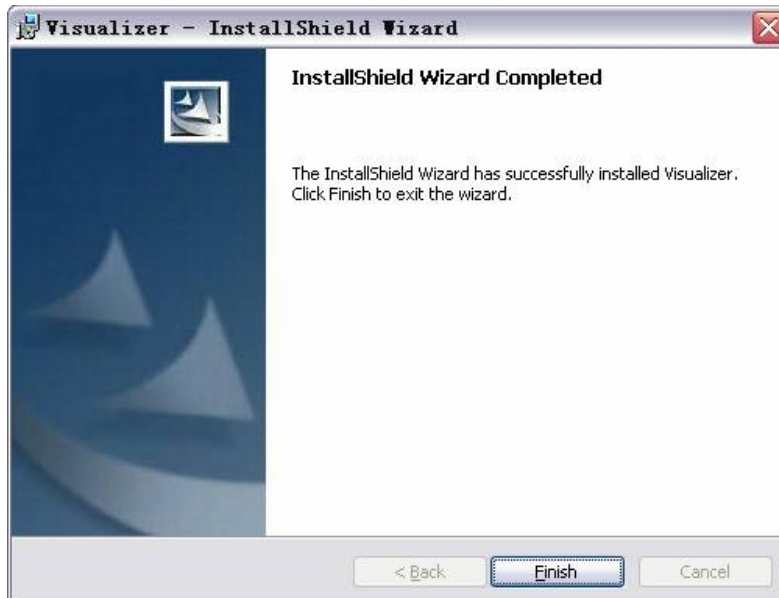 Visualizer - InstallShield Wizard
InstallShield Wizard Completed
The InstallShield Wizard has successfully installed Visualizer.
Click Finish to exit the wizard.
< Back
Finish
Cancel